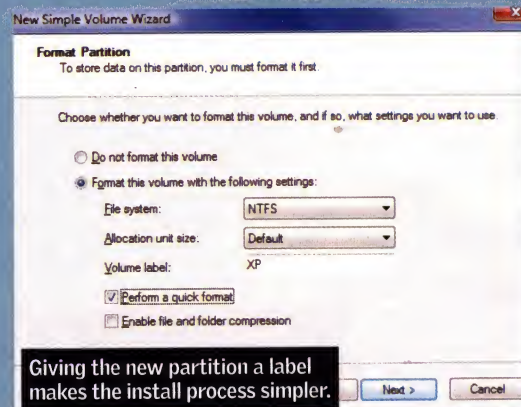 New Simple Volume Wizard
Format Partition
To store data on this partition, you must format it first.
Choose whether you want to format this volume, and if so, what settings you want to use.
Do not format this volume
Format this volume with the following settings:
File system: NTFS
Allocation unit size: Default
Volume label: XP
Perform a quick format
Enable file and folder compression
Giving the new partition a label
makes the install process simpler.
Next > Cancel